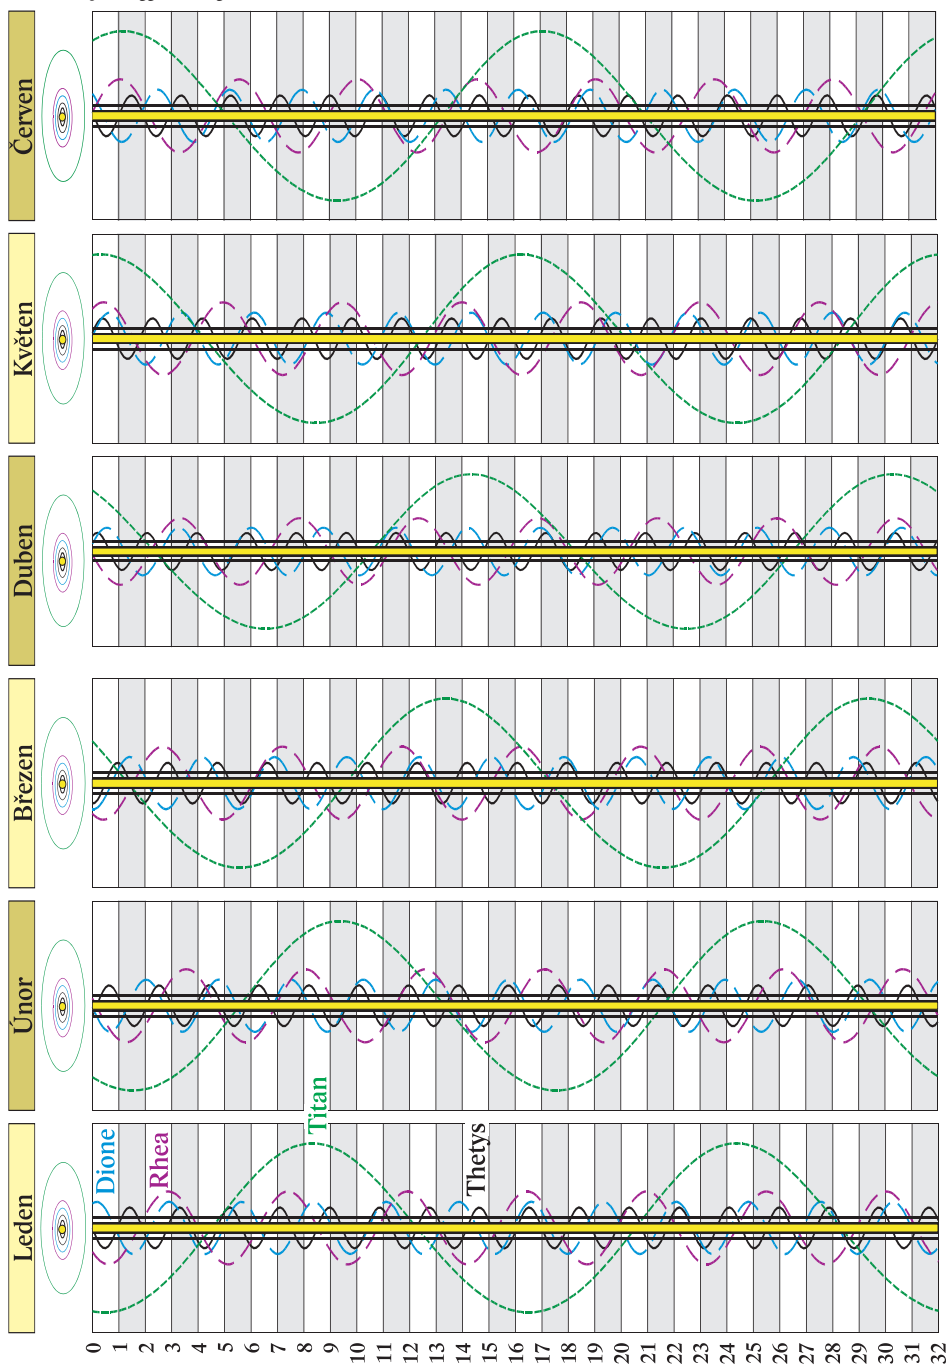 Červen
Květen
Duben
Březen
Únor
Leden
Dione
Rhea
Titan
Thetys
0 1 2 3 4 5 6 7 8 9 10 11 12 13 14 15 16 17 18 19 20 21 22 23 24 25 26 27 28 29 30 31 32